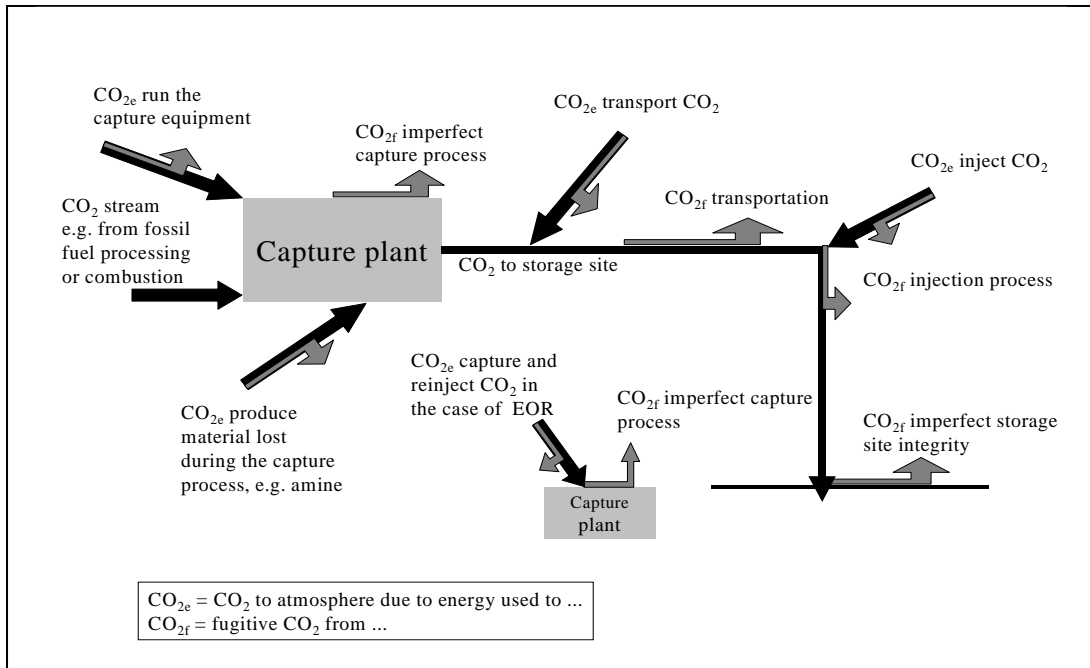 CO2e run the
capture equipment
CO2f imperfect
capture process
CO2e transport CO2
CO2e inject CO2
CO2 stream
e.g. from fossil
fuel processing
or combustion
CO2f transportation
Capture plant
CO2 to storage site
CO2f injection process
CO2e capture and
reinject CO2 in
the case of EOR
CO2f imperfect capture
process
CO2e produce
material lost
during the capture
process, e.g. amine
CO2f imperfect storage
site integrity
Capture
plant
CO2e = CO2 to atmosphere due to energy used to ...
CO2f = fugitive CO2 from ...